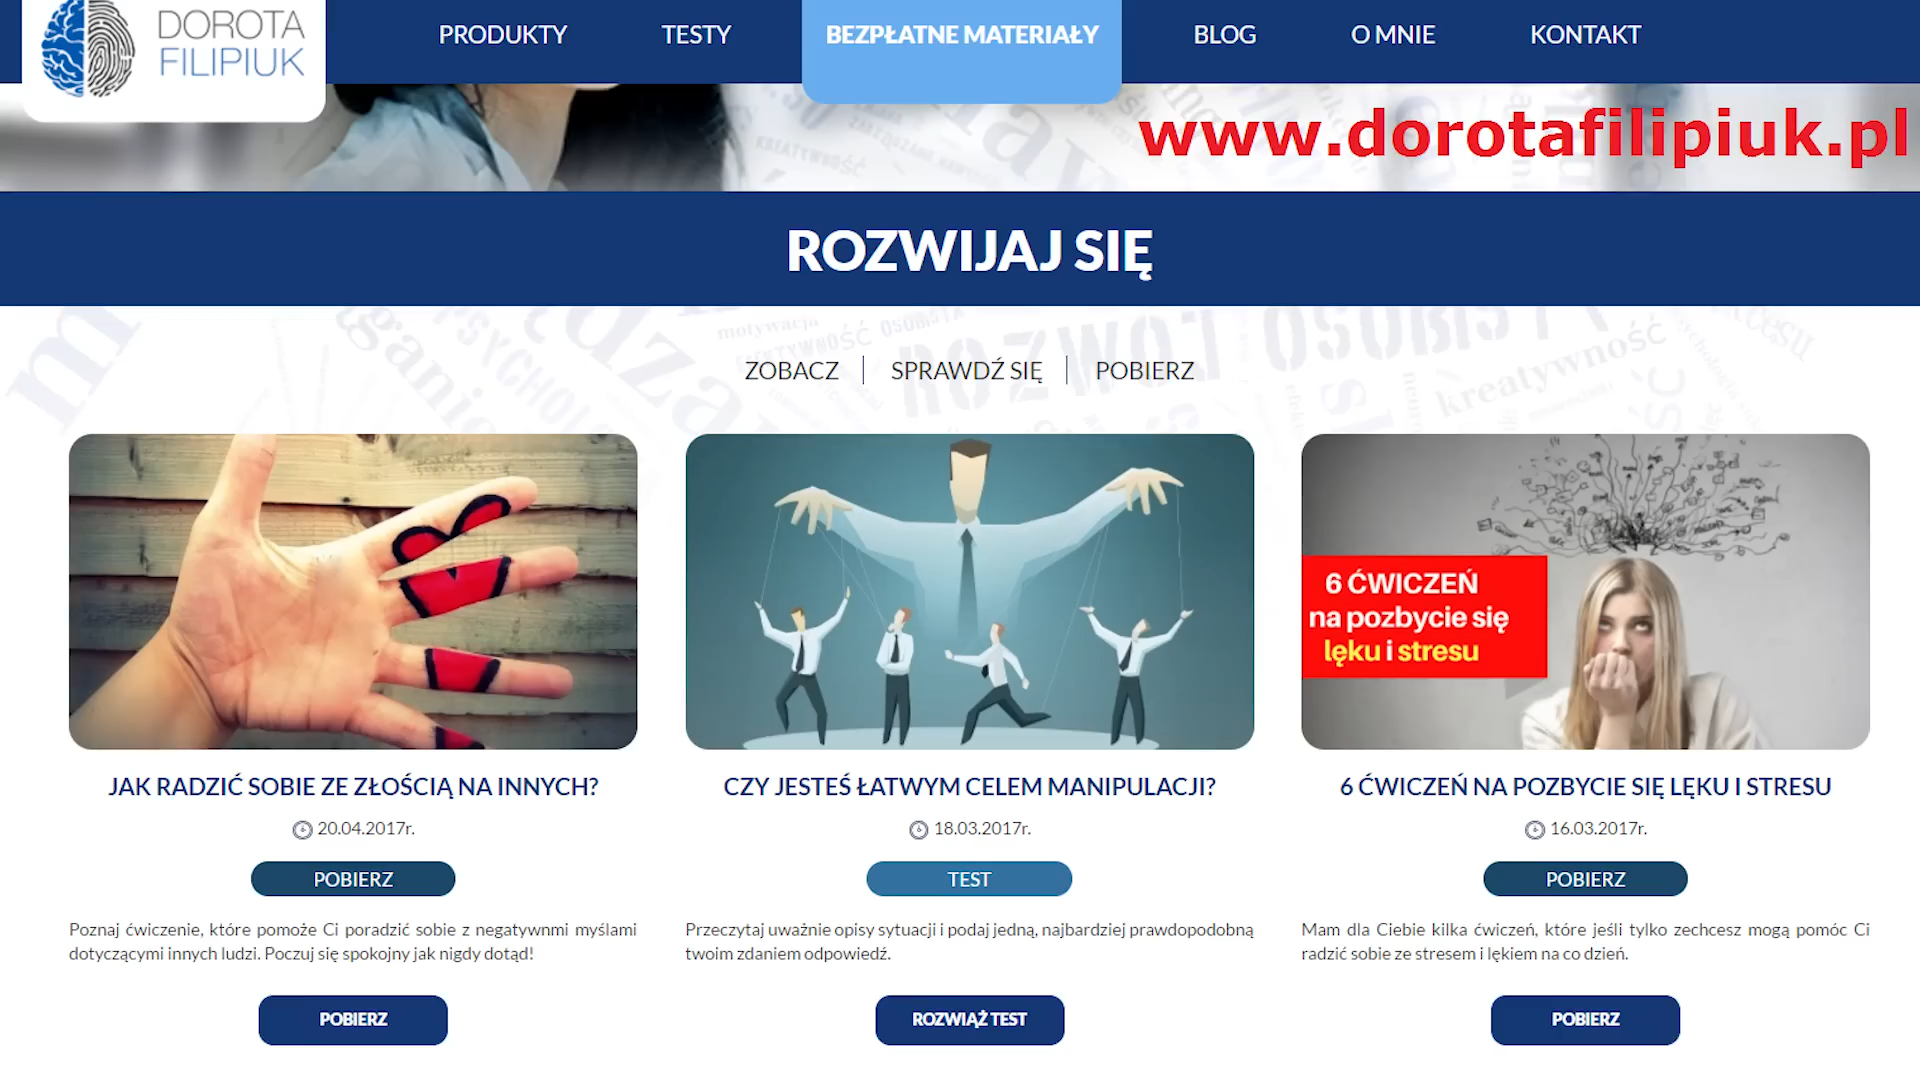 DOROTA
FILIPIUK
PRODUKTY
TESTY
BEZPŁATNE MATERIAŁY
BLOG
O MNIE
KONTAKT
www.dorotafilipiuk.pl
ROZWIJAJ SIĘ
ZOBACZ
SPRAWDŹ SIĘ
POBIERZ
6 ĆWICZEŃ
na pozbycie się
lęku i stresu
JAK RADZIĆ SOBIE ZE ZŁOŚCIĄ NA INNYCH?
20.04.2017r.
POBIERZ
Poznaj ćwiczenie, które pomoże Ci poradzić sobie z negatywnmi myślami
dotyczącymi innych ludzi. Poczuj się spokojny jak nigdy dotąd!
POBIERZ
CZY JESTEŚ ŁATWYM CELEM MANIPULACJI?
18.03.2017r.
TEST
Przeczytaj uważnie opisy sytuacji i podaj jedną, najbardziej prawdopodobną
twoim zdaniem odpowiedź.
ROZWIĄŻ TEST
6 ĆWICZEŃ NA POZBYCIE SIĘ LĘKU I STRESU
16.03.2017r.
POBIERZ
Mam dla Ciebie kilka ćwiczeń, które jeśli tylko zechcesz mogą pomóc Ci
radzić sobie ze stresem i lękiem na co dzień.
POBIERZ